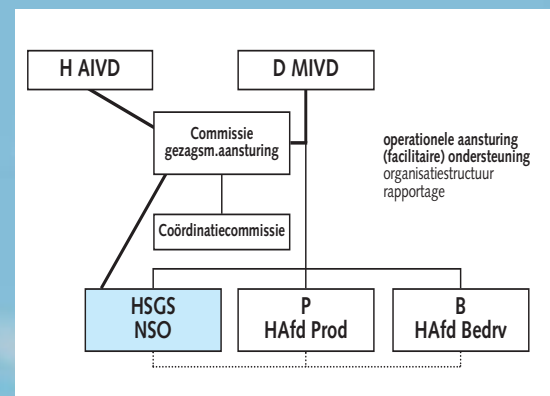 H AIVD
D MIVD
Commissie
gezagsm.aansturing
operationele aansturing
(facilitaire) ondersteuning
organisatiestructuur
rapportage
Coördinatiecommissie
HSGS
NSO
P
HAfd Prod
B
HAfd Bedrv